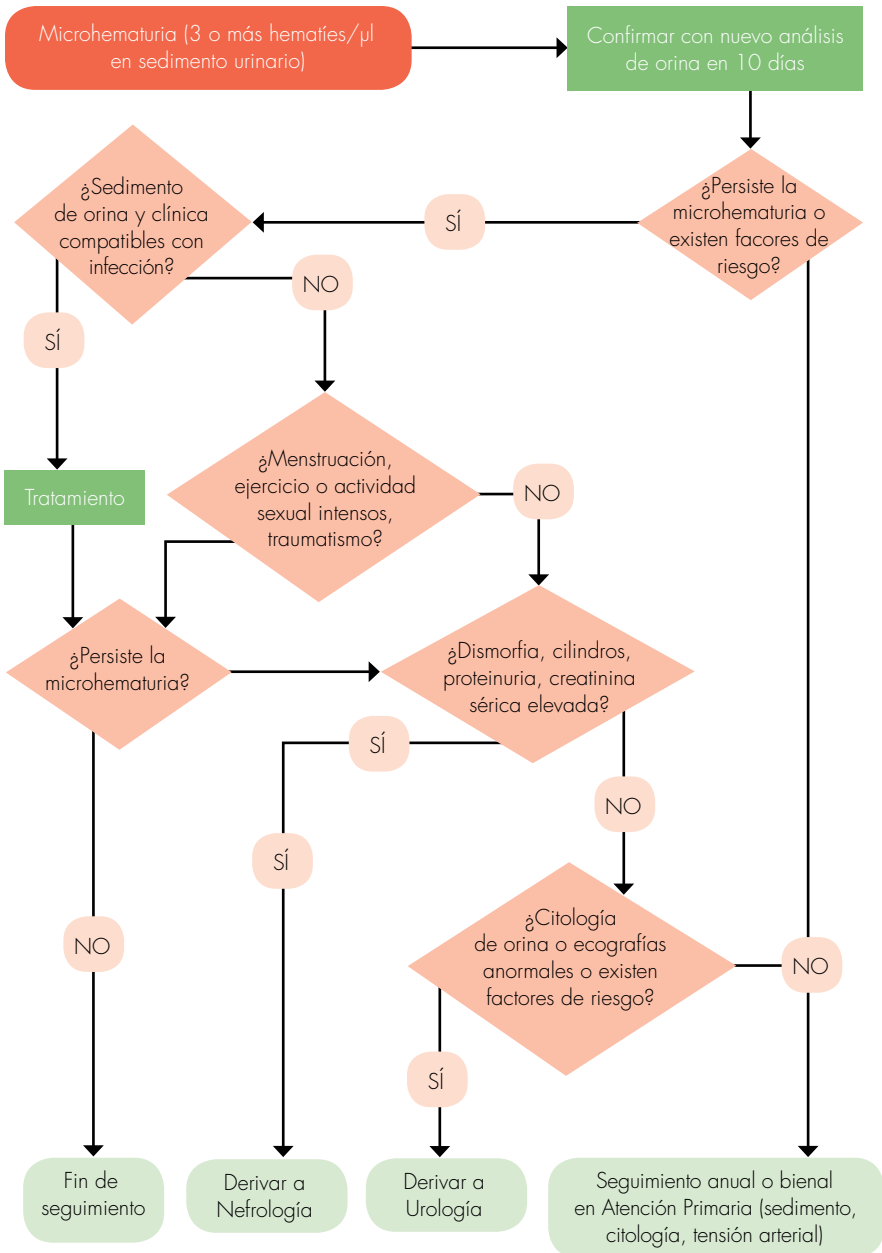 Microhematuria (3 o más hematíes/µl
en sedimento urinario)
Confirmar con nuevo análisis
de orina en 10 días
¿Sedimento
de orina y clínica
compatibles con
infección?
SÍ
¿Persiste la
microhematuria o
existen facores de
riesgo?
NO
SÍ
¿Menstruación,
ejercicio o actividad
sexual intensos,
traumatismo?
NO
Tratamiento
¿Persiste la
microhematuria?
¿Dismorfia, cilindros,
proteinuria, creatinina
sérica elevada?
SÍ
NO
SÍ
¿Citología
de orina o ecografías
anormales o existen
factores de riesgo?
NO
NO
SÍ
Fin de
seguimiento
Derivar a
Nefrología
Derivar a
Urología
Seguimiento anual o bienal
en Atención Primaria (sedimento,
citología, tensión arterial)